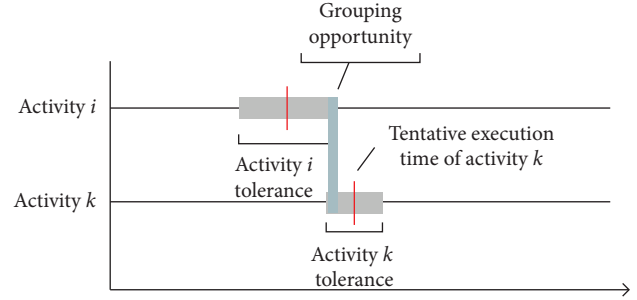 Grouping
opportunity
Activity i
Tentative execution
time of activity k
Activity i
tolerance
Activity k
Activity k
tolerance